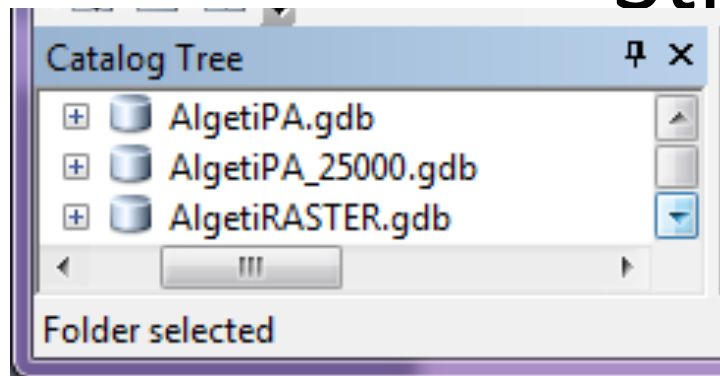 Catalog Tree
AlgetiPA.gdb
AlgetiPA_25000.gdb
AlgetiRASTER.gdb
Folder selected